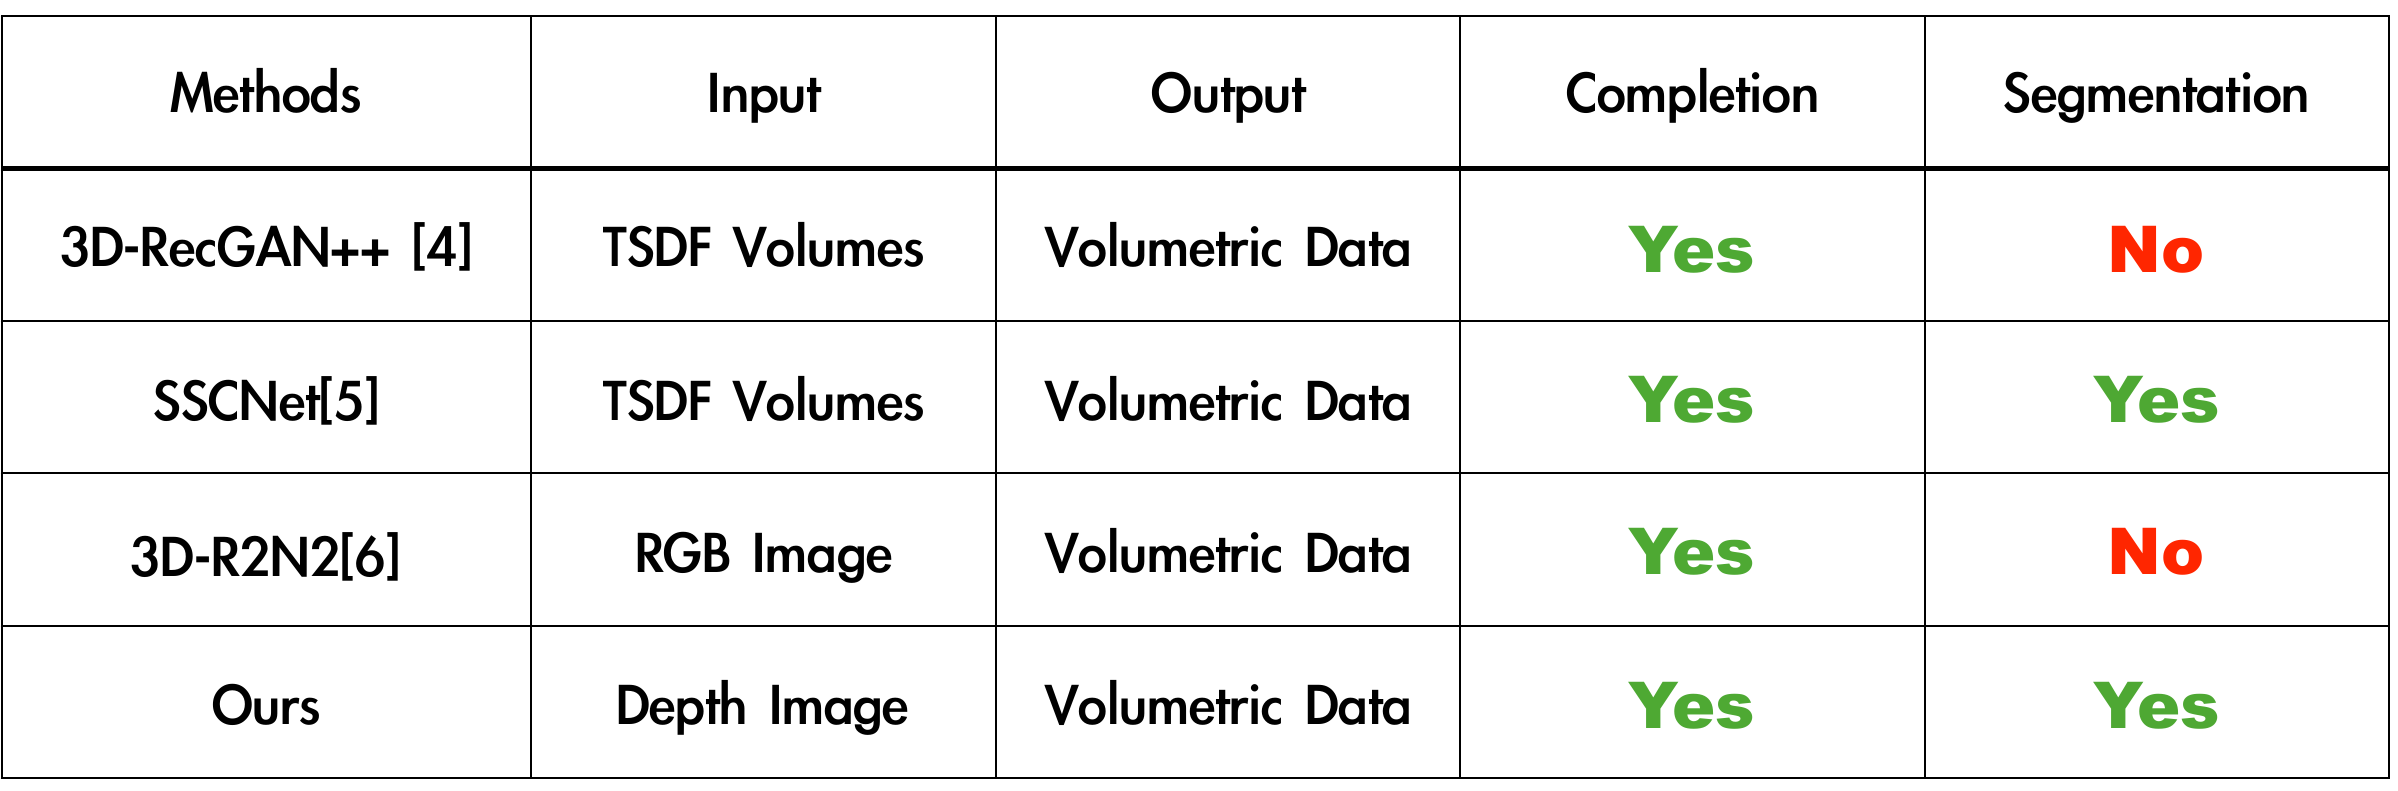 Methods Input Output Completion Segmentation
3D-RecGAN++ [4] TSDF Volumes Volumetric Data Yes No
SSCNet[5] TSDF Volumes Volumetric Data Yes Yes
3D-R2N2[6] RGB Image Volumetric Data Yes No
Ours Depth Image Volumetric Data Yes Yes